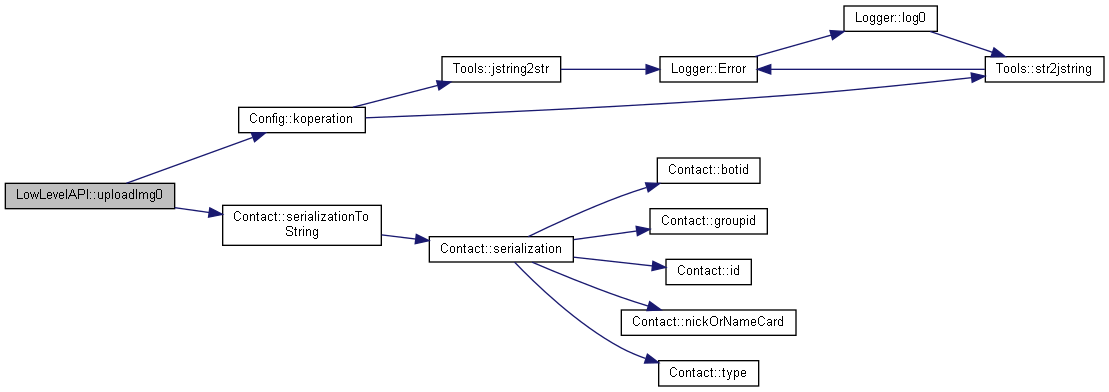 Logger::log0
Tools::jstring2str
Logger::Error
Tools::str2jstring
Config::koperation
Contact::botid
LowLevelAPI::uploadImg0
Contact::serializationTo
String
Contact::groupid
Contact::serialization
Contact::id
Contact::nickOrNameCard
Contact::type